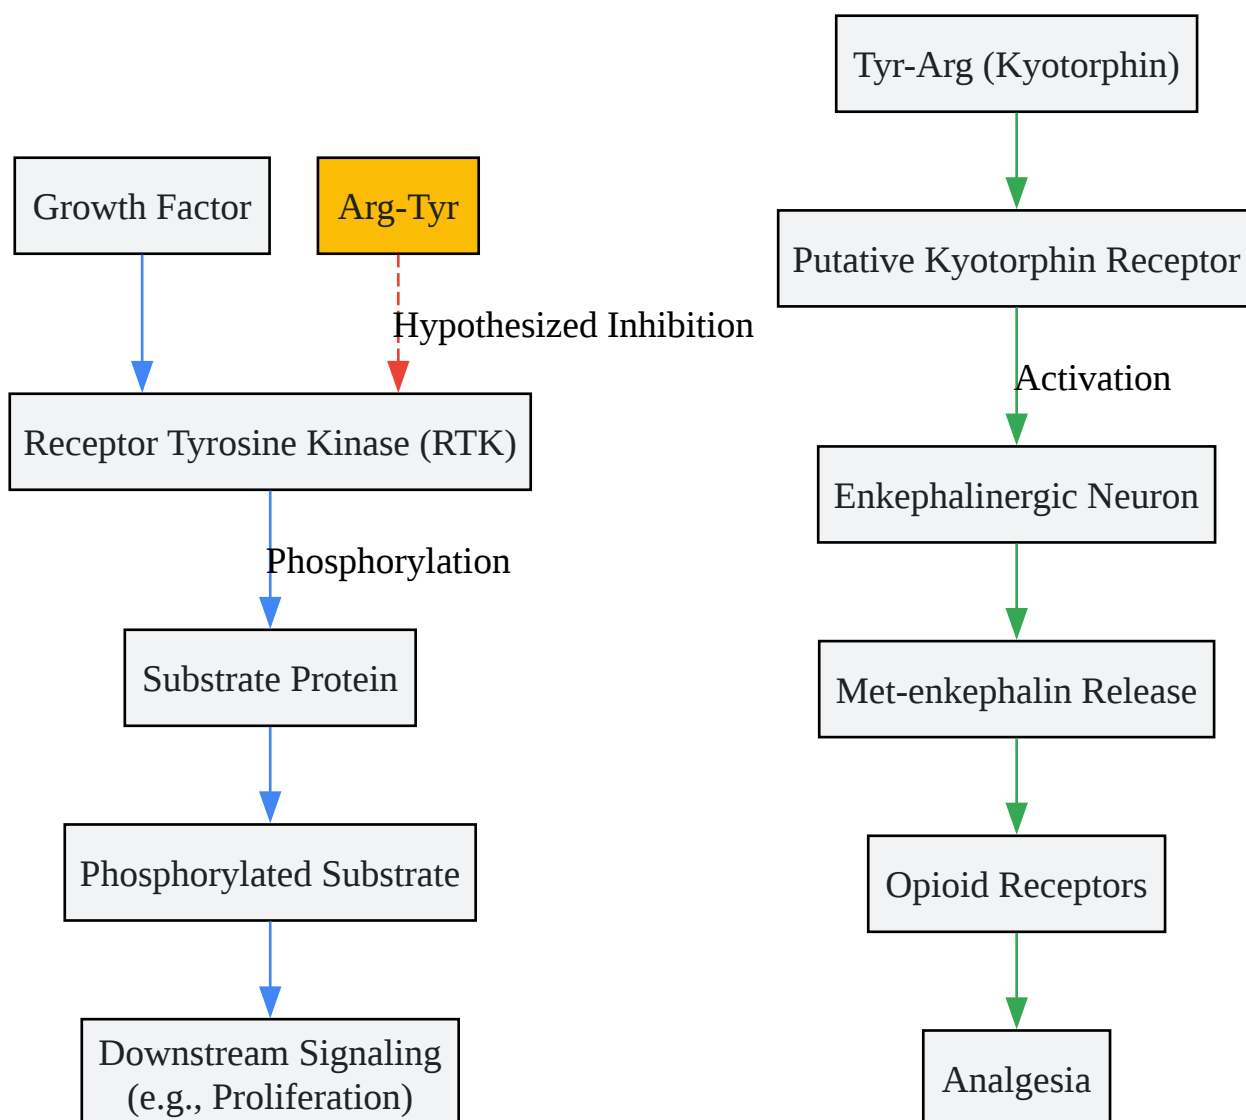 Growth Factor
Arg-Tyr
Hypothesized Inhibition
Receptor Tyrosine Kinase (RTK)
Phosphorylation
Substrate Protein
Phosphorylated Substrate
Downstream Signaling
(e.g., Proliferation)
Tyr-Arg (Kyotorphin)
Putative Kyotorphin Receptor
Activation
Enkephalinergic Neuron
Met-enkephalin Release
Opioid Receptors
Analgesia